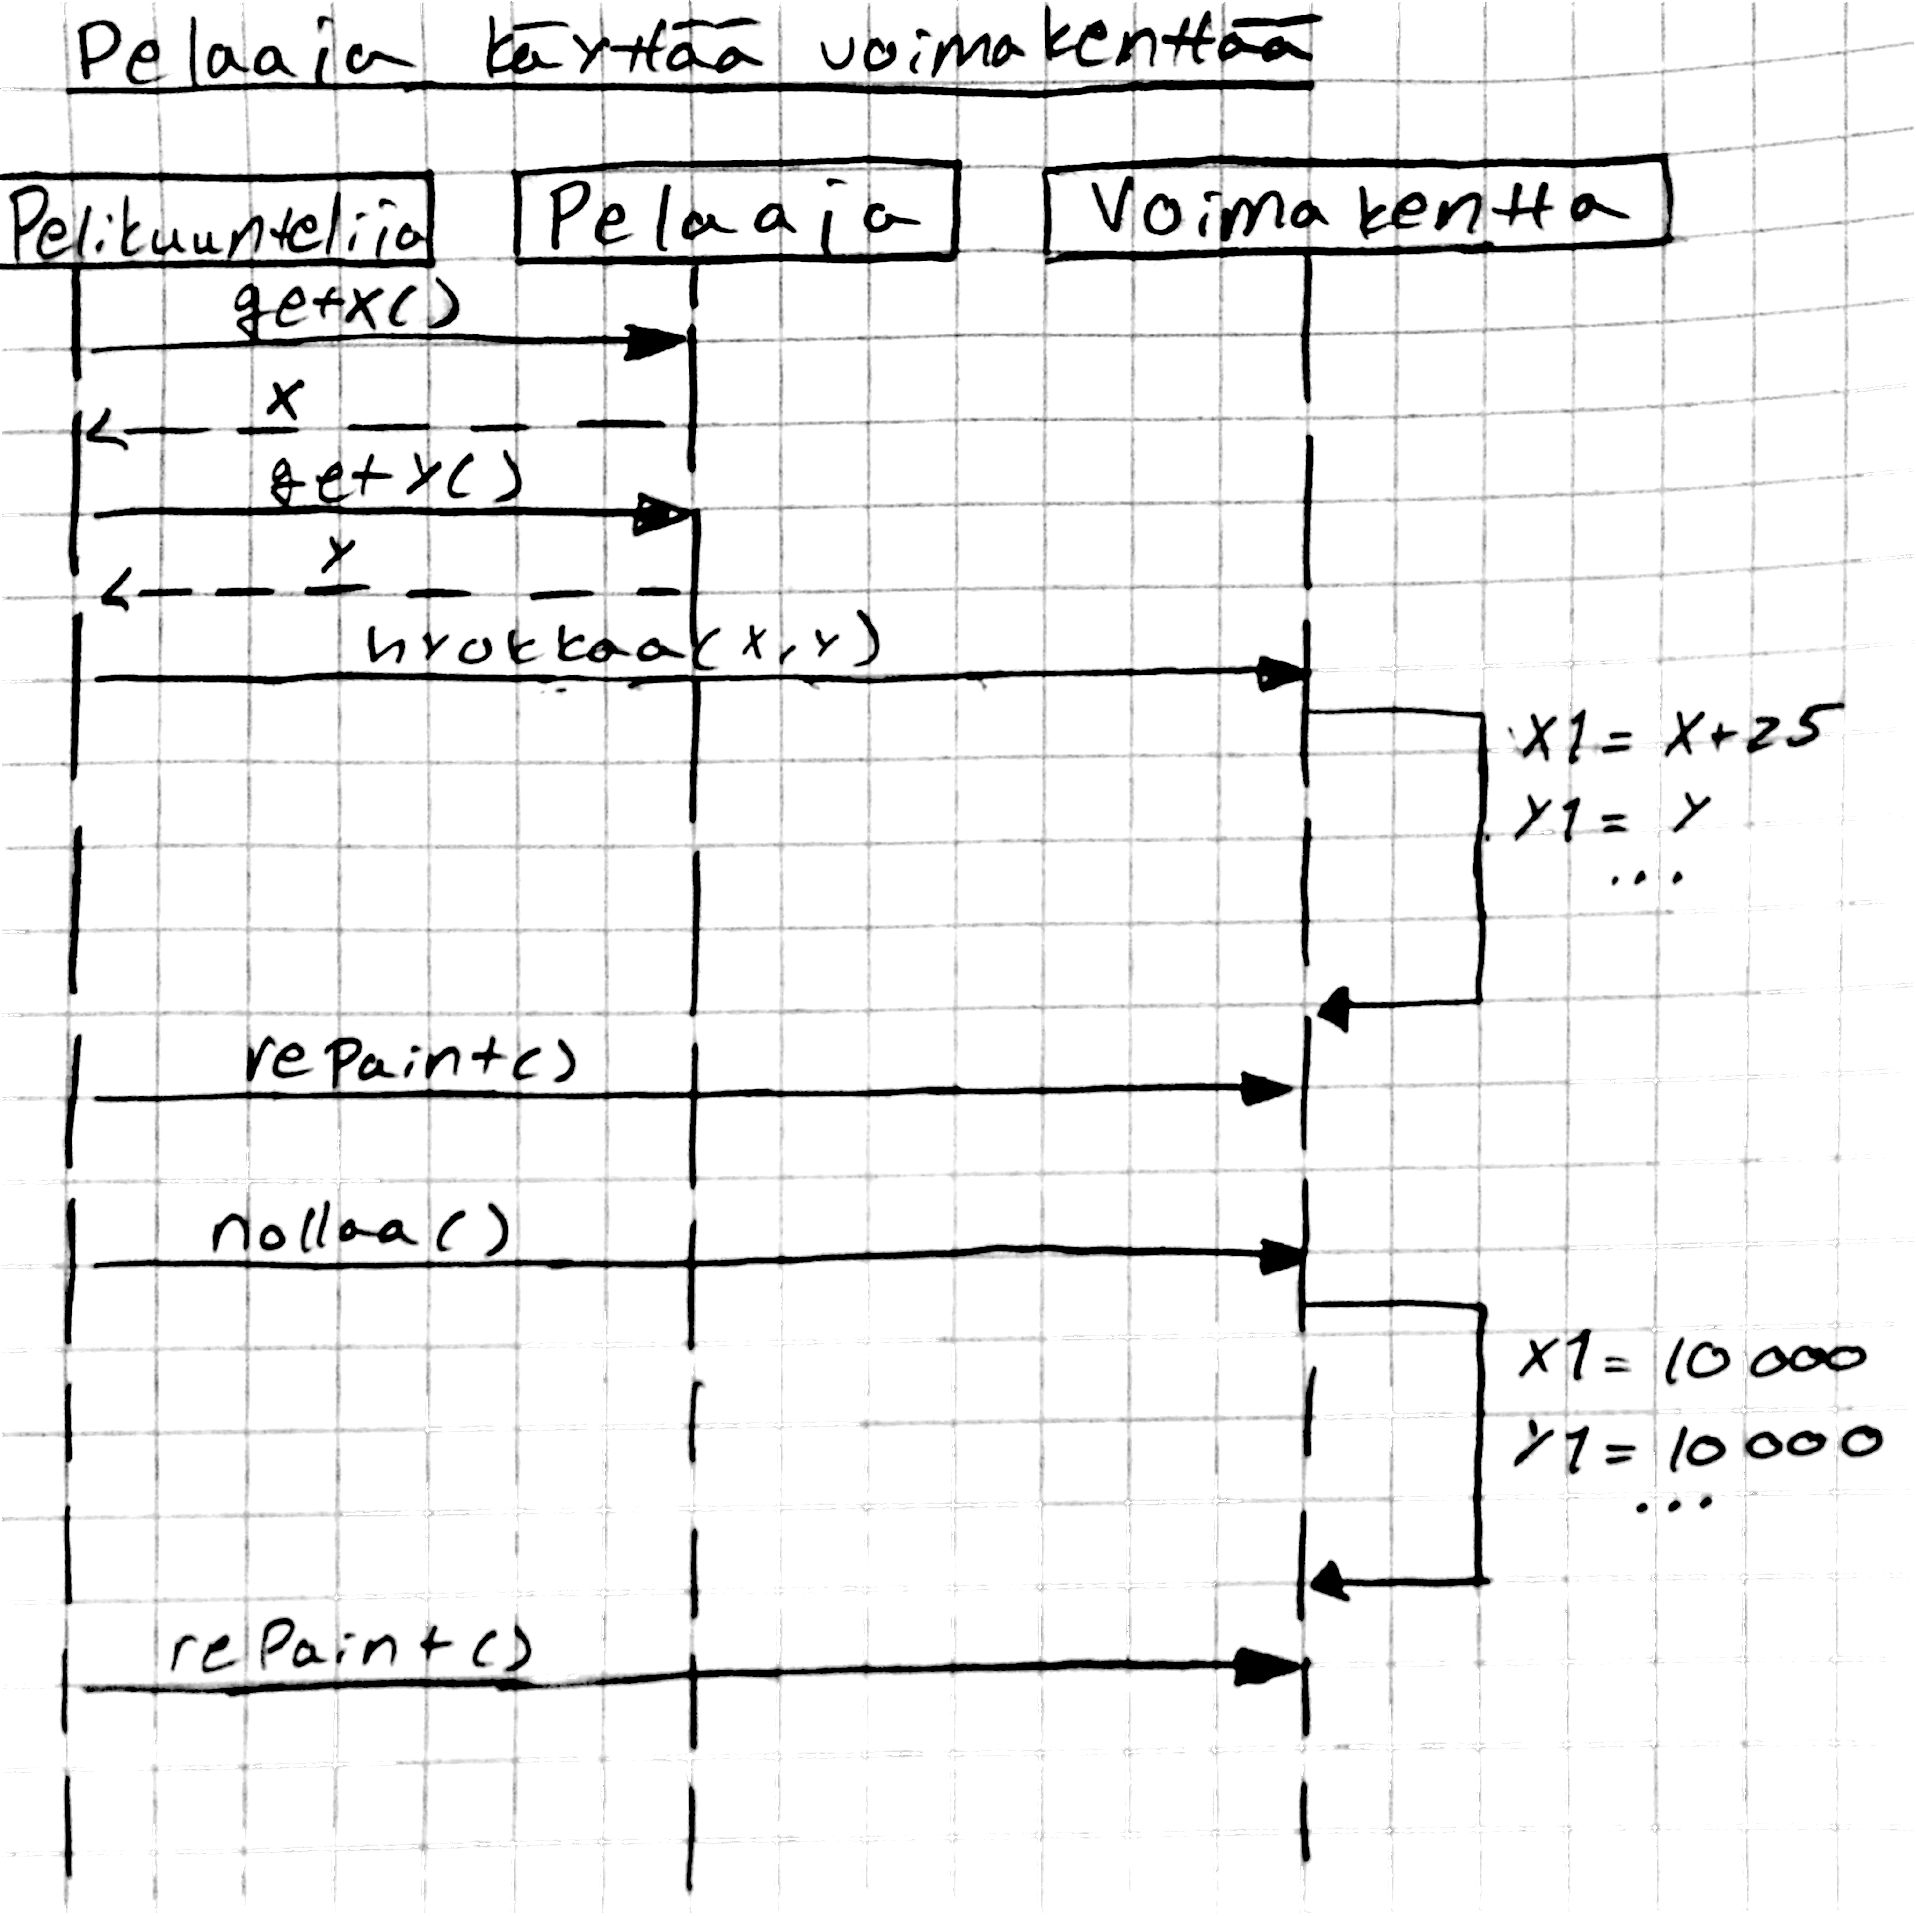 Pelaaja käyttää voimakenttää
Pelikuuntelija Pelaaja Voimakentta
getX()
X
getY()
Y
hyokkaa(X,Y)
X1 = X+25
Y1 = Y
...
rePaint()
nollaa()
X1 = 10 000
Y1 = 10 000
...
rePaint()